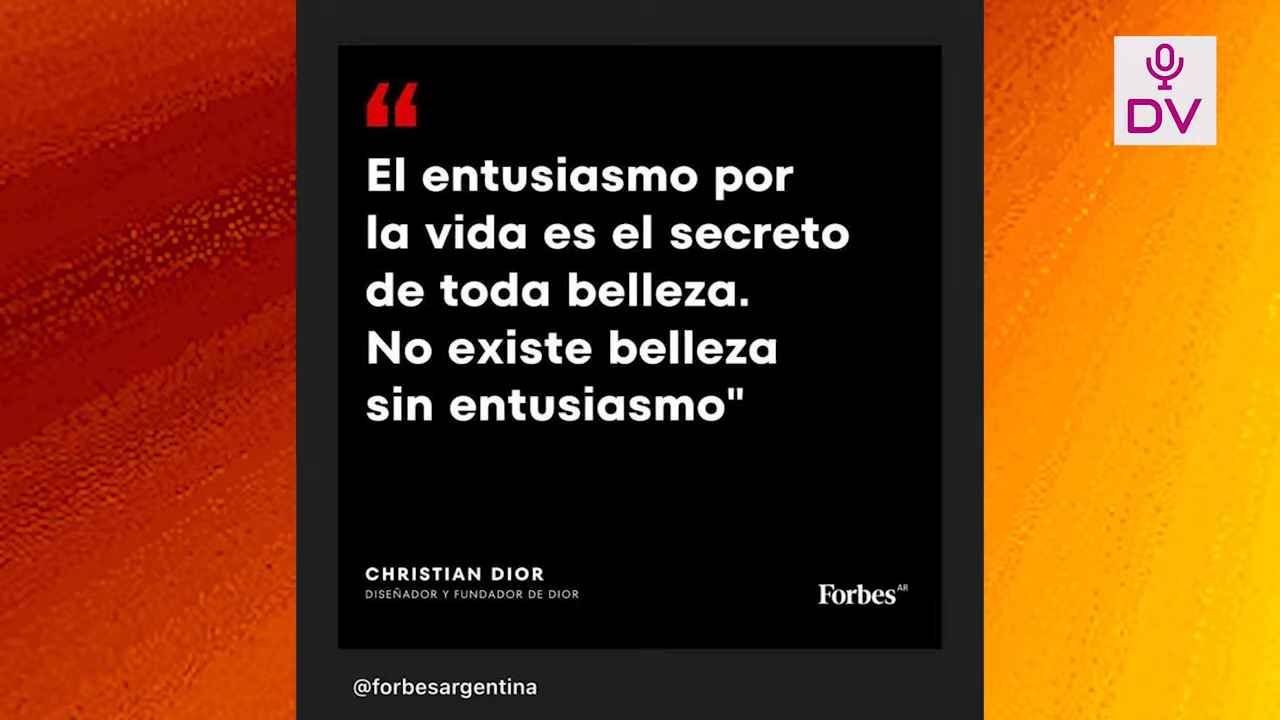 DV
“
El entusiasmo por
la vida es el secreto
de toda belleza.
No existe belleza
sin entusiasmo"
CHRISTIAN DIOR
DISEÑADOR Y FUNDADOR DE DIOR
Forbes AR
@forbesargentina